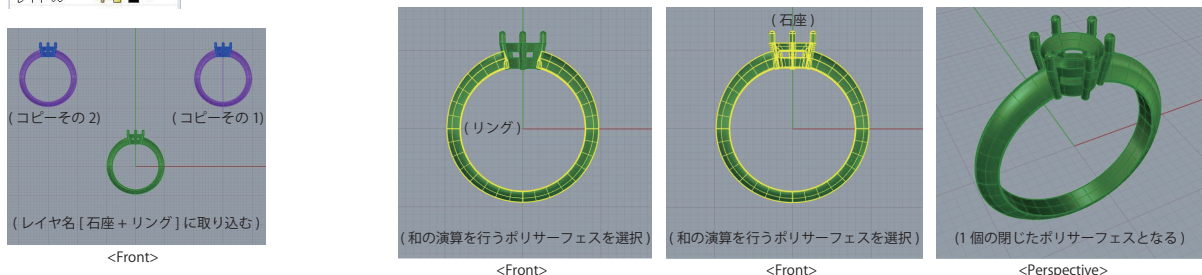 (コピーその 2)
(コピーその 1)
(レイヤ名 [ 石座 + リング ] に取り込む)
<Front>
(リング)
(和の演算を行うポリサーフェスを選択)
<Front>
(石座)
(和の演算を行うポリサーフェスを選択)
<Front>
(1 個の閉じたポリサーフェスとなる)
<Perspective>